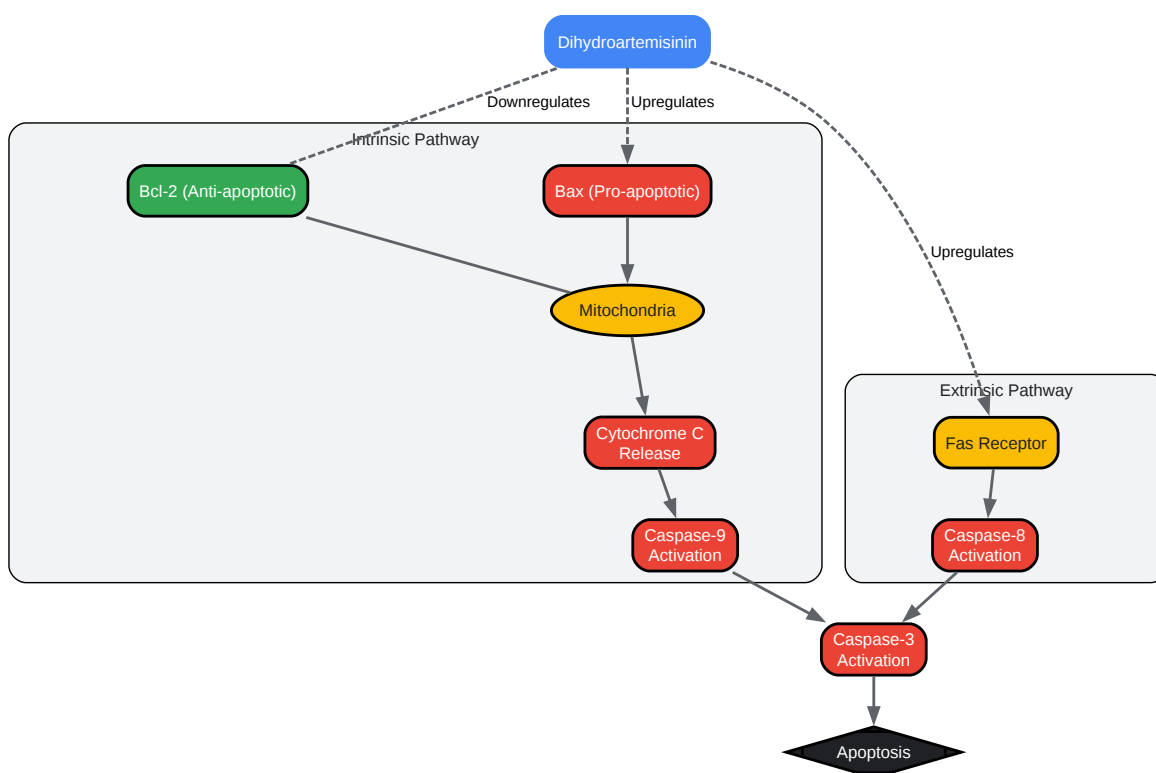 Dihydroartemisinin
Downregulates
Upregulates
Intrinsic Pathway
Bcl-2 (Anti-apoptotic)
Bax (Pro-apoptotic)
Upregulates
Mitochondria
Extrinsic Pathway
Cytochrome C
Release
Fas Receptor
Caspase-9
Activation
Caspase-8
Activation
Caspase-3
Activation
Apoptosis